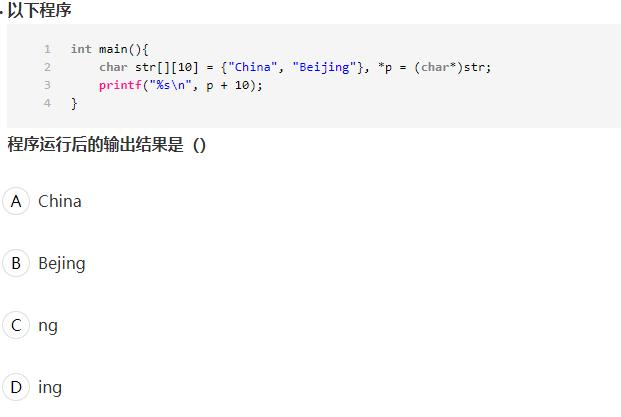 以下程序
1 int main(){
2 char str[][10] = {"China", "Beijing"}, *p = (char*)str;
3 printf("%s\n", p + 10);
4 }
程序运行后的输出结果是（）
A China
B Bejing
C ng
D ing